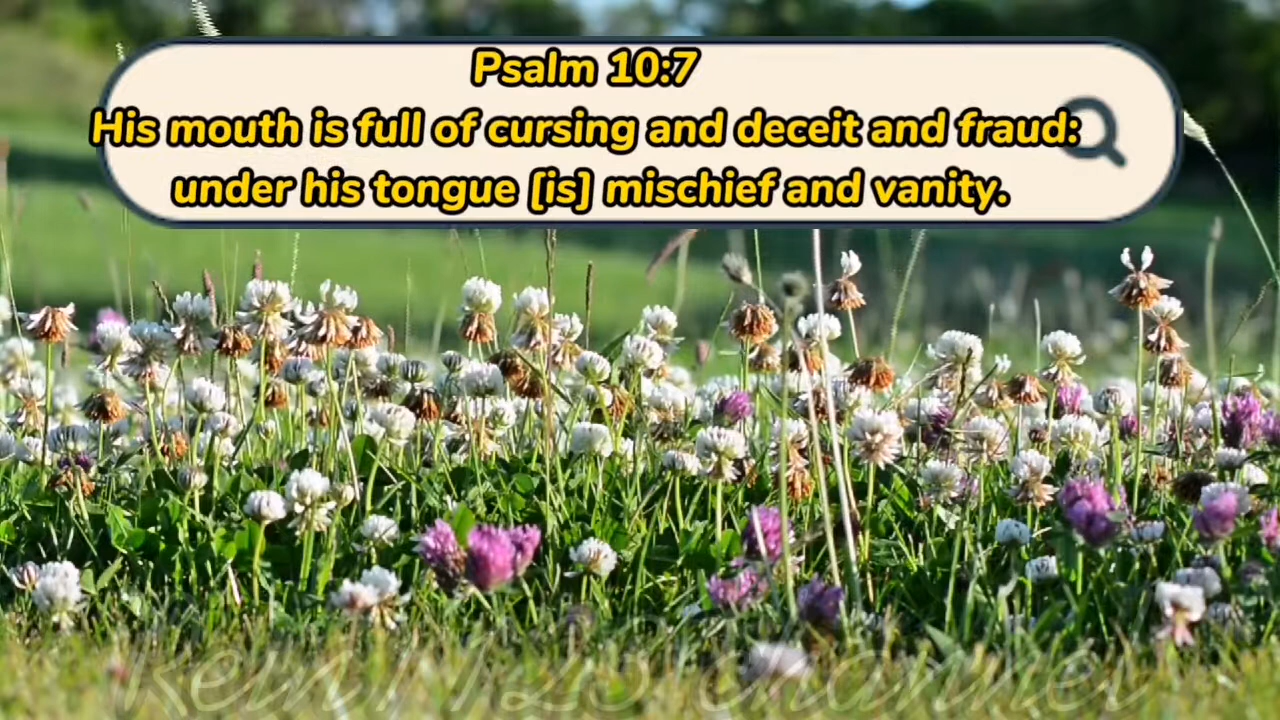 Psalm 10:7
His mouth is full of cursing and deceit and fraud:
under his tongue [is] mischief and vanity.
channel